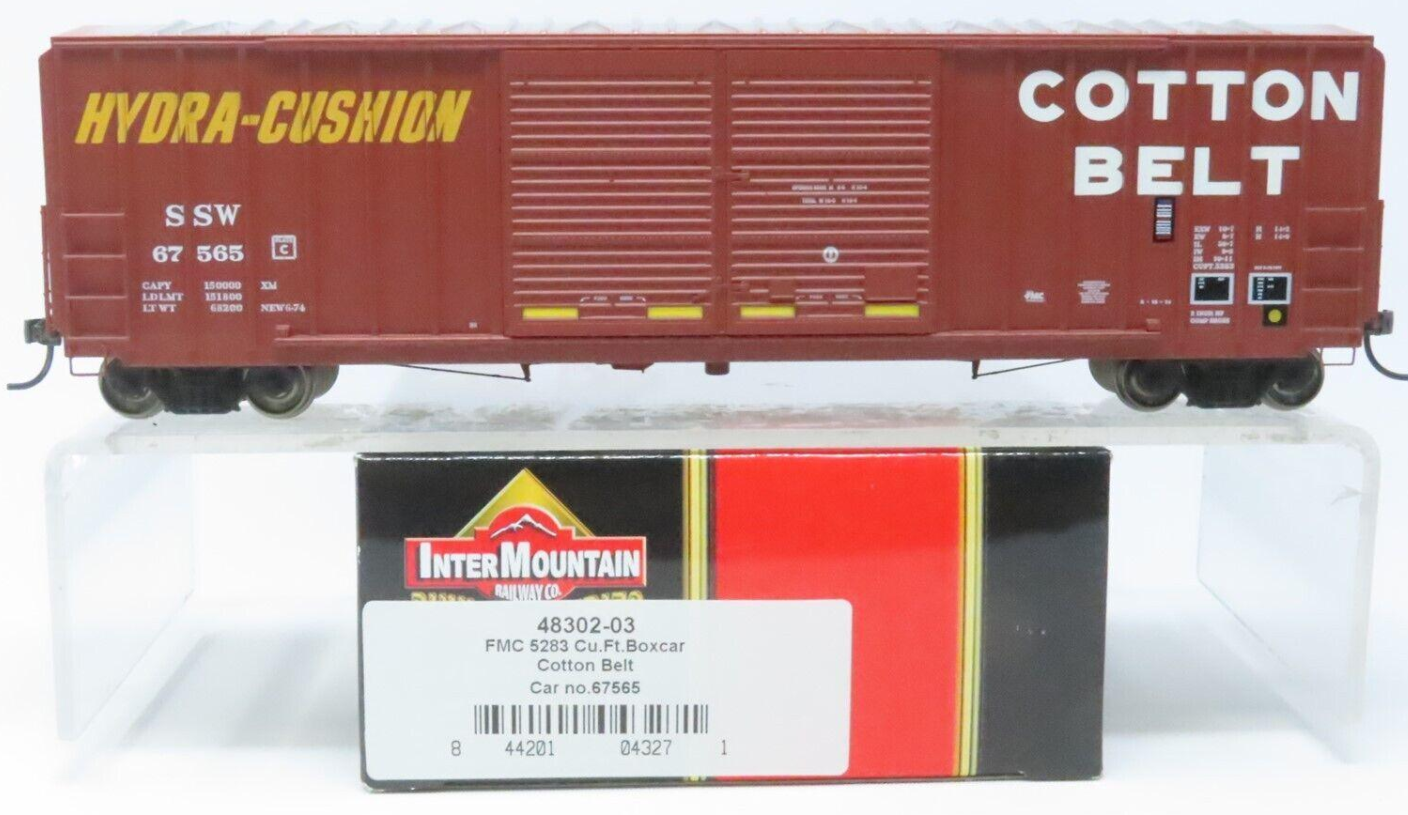 HYDRA-CUSHION
COTTON
BELT
SSW
67 565
C
CAPY 150000 XM
LD LMT 151800
LT WT 68200 NEW 6-74
FMC
INTERMOUNTAIN
RAILWAY CO.
48302-03
FMC 5283 Cu.Ft.Boxcar
Cotton Belt
Car no.67565
8 44201 04327 1